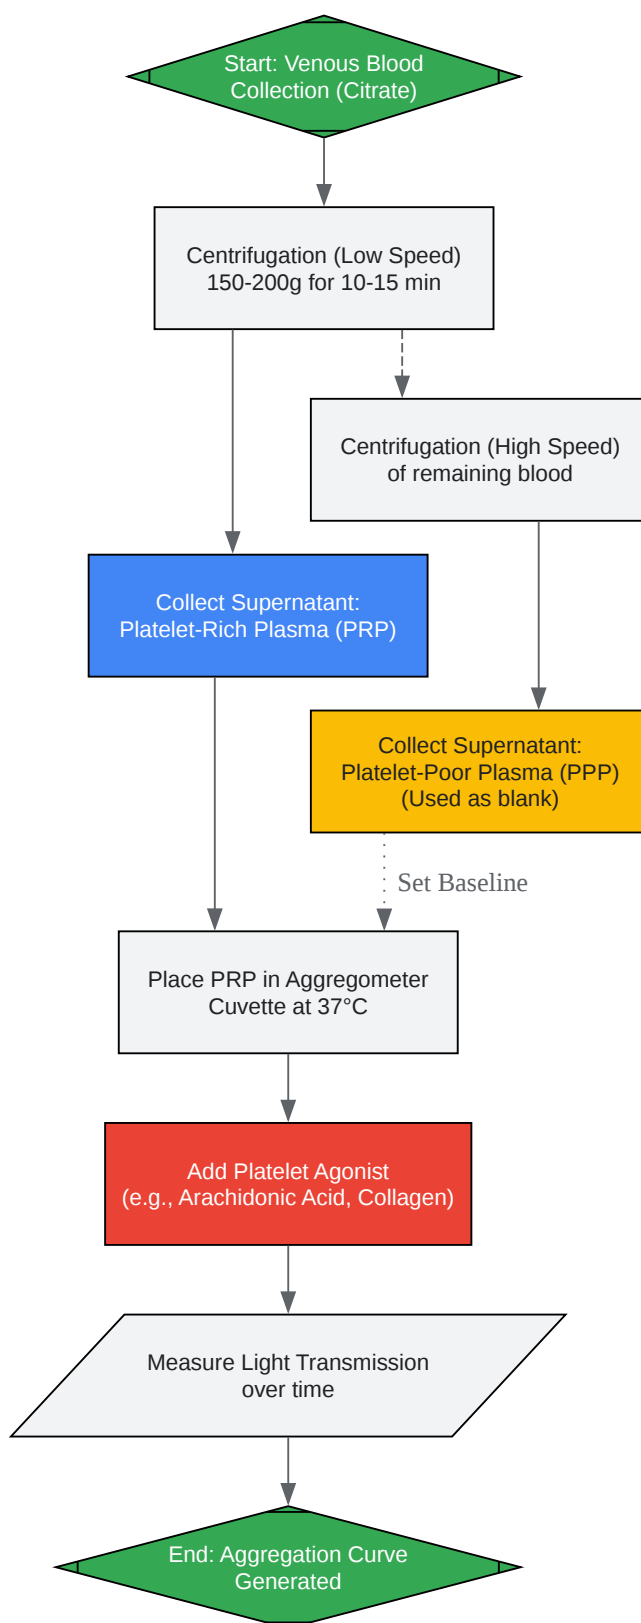 Start: Venous Blood
Collection (Citrate)
Centrifugation (Low Speed)
150-200g for 10-15 min
Centrifugation (High Speed)
of remaining blood
Collect Supernatant:
Platelet-Rich Plasma (PRP)
Collect Supernatant:
Platelet-Poor Plasma (PPP)
(Used as blank)
Set Baseline
Place PRP in Aggregometer
Cuvette at 37°C
Add Platelet Agonist
(e.g., Arachidonic Acid, Collagen)
Measure Light Transmission
over time
End: Aggregation Curve
Generated